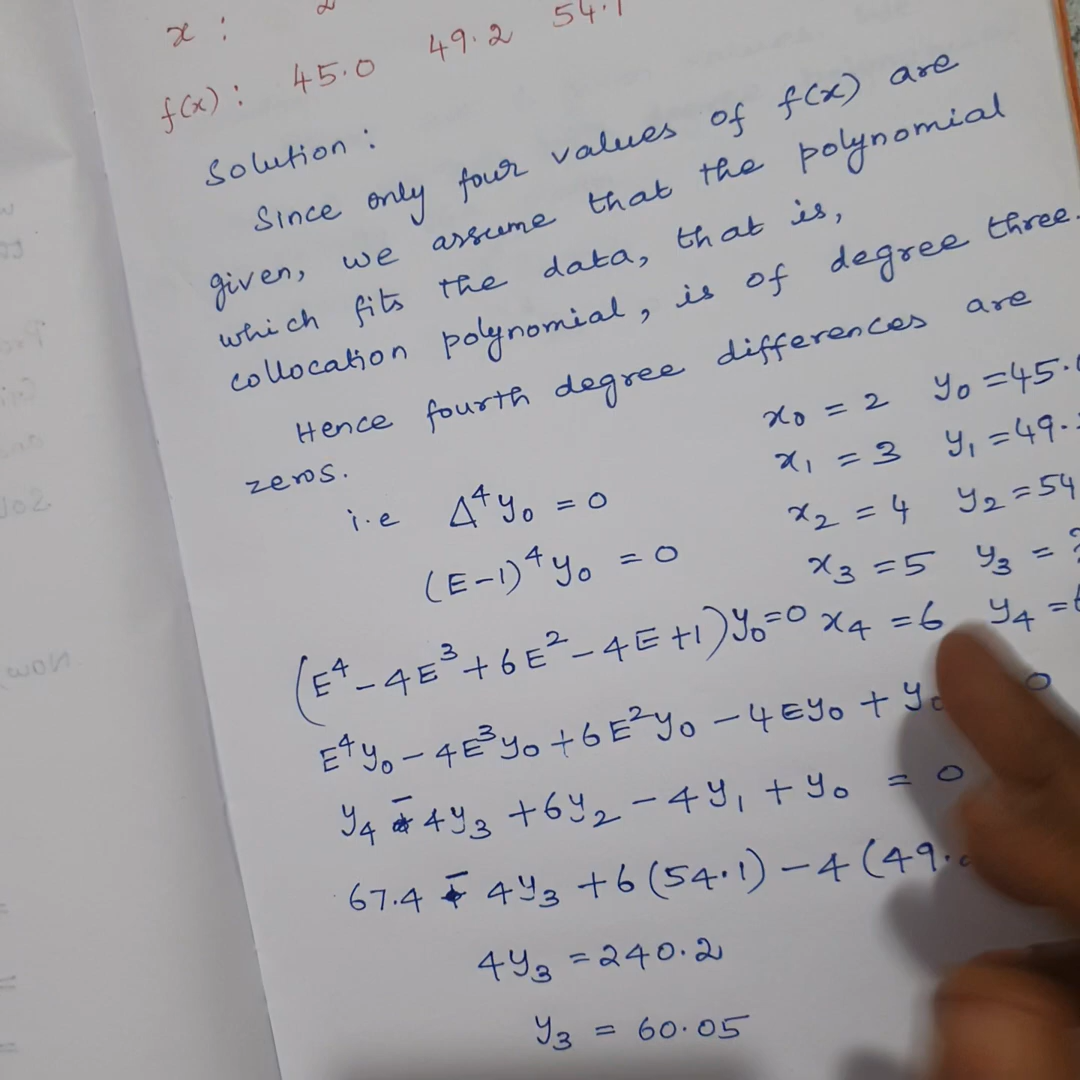 x : 2
f(x) : 45.0 49.2 54.1
Solution :
Since only four values of f(x) are
given, we assume that the polynomial
which fits the data, that is,
collocation polynomial, is of degree three.
Hence fourth degree differences are
zeros.
x₀ = 2 y₀ = 45.
x₁ = 3 y₁ = 49.
i.e Δ⁴y₀ = 0
x₂ = 4 y₂ = 54
(E-1)⁴y₀ = 0
x₃ = 5 y₃ = ?
(E⁴ - 4E³ + 6E² - 4E + 1) y₀ = 0 x₄ = 6 y₄ =
E⁴y₀ - 4E³y₀ + 6E²y₀ - 4Ey₀ + y₀ 0
y₄ - 4y₃ + 6y₂ - 4y₁ + y₀ = 0
67.4 - 4y₃ + 6(54.1) - 4(49.
4y₃ = 240.2
y₃ = 60.05